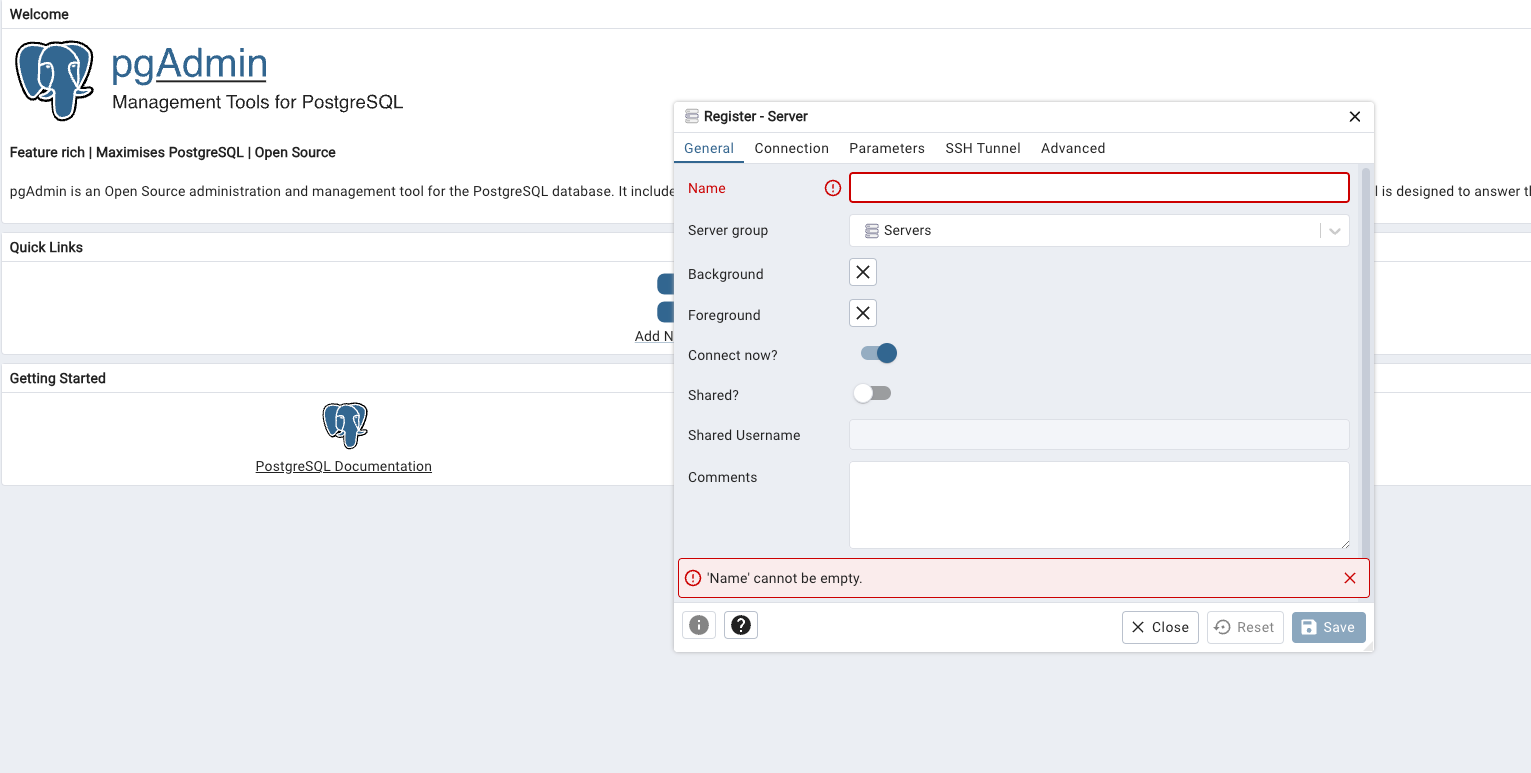 Welcome
pgAdmin
Management Tools for PostgreSQL
Feature rich | Maximises PostgreSQL | Open Source
pgAdmin is an Open Source administration and management tool for the PostgreSQL database. It include
l is designed to answer th
Quick Links
Add N
Getting Started
PostgreSQL Documentation
Register - Server
General Connection Parameters SSH Tunnel Advanced
Name
Server group Servers
Background
Foreground
Connect now?
Shared?
Shared Username
Comments
'Name' cannot be empty.
Close Reset Save